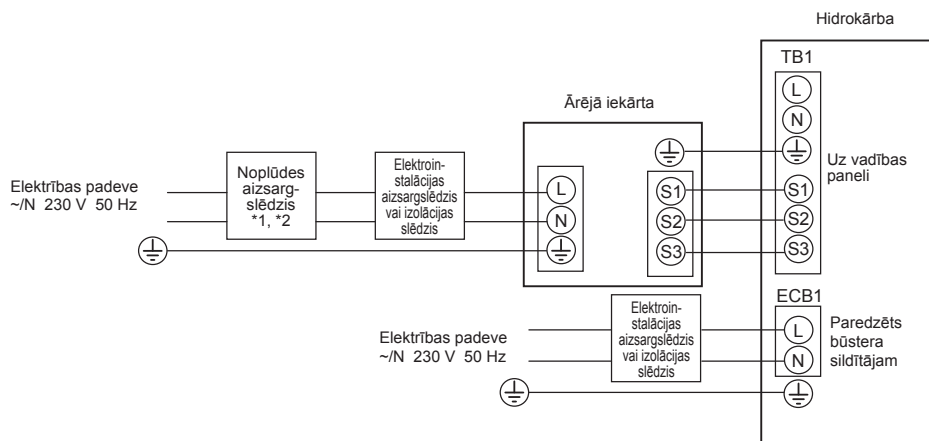 Hidrokārba
TB1
L
N
Ārējā iekārta
Uz vadības
paneli
Elektrības padeve
~/N 230 V 50 Hz
Noplūdes
aizsarg-
slēdzis
*1, *2
Elektroin-
stalācijas
aizsargslēdzis
vai izolācijas
slēdzis
L
N
S1
S2
S3
S1
S2
S3
ECB1
Elektrības padeve
~/N 230 V 50 Hz
Elektroin-
stalācijas
aizsargslēdzis
vai izolācijas
slēdzis
L
N
Paredzēts
būstera
sildītājam